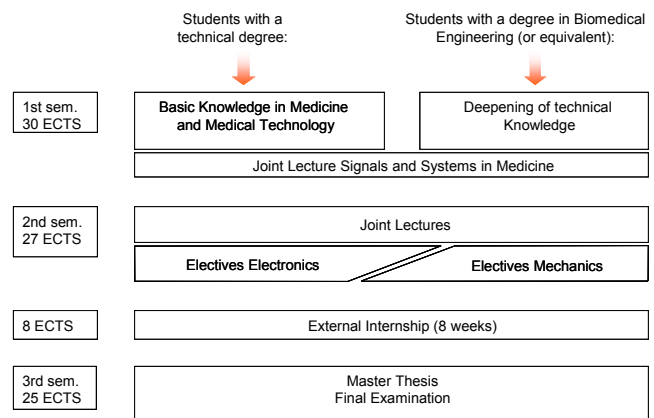 Students with a
technical degree:
Students with a degree in Biomedical
Engineering (or equivalent):
1st sem.
30 ECTS
Basic Knowledge in Medicine
and Medical Technology
Deepening of technical
Knowledge
Joint Lecture Signals and Systems in Medicine
2nd sem.
27 ECTS
Joint Lectures
Electives Electronics
Electives Mechanics
8 ECTS
External Internship (8 weeks)
3rd sem.
25 ECTS
Master Thesis
Final Examination